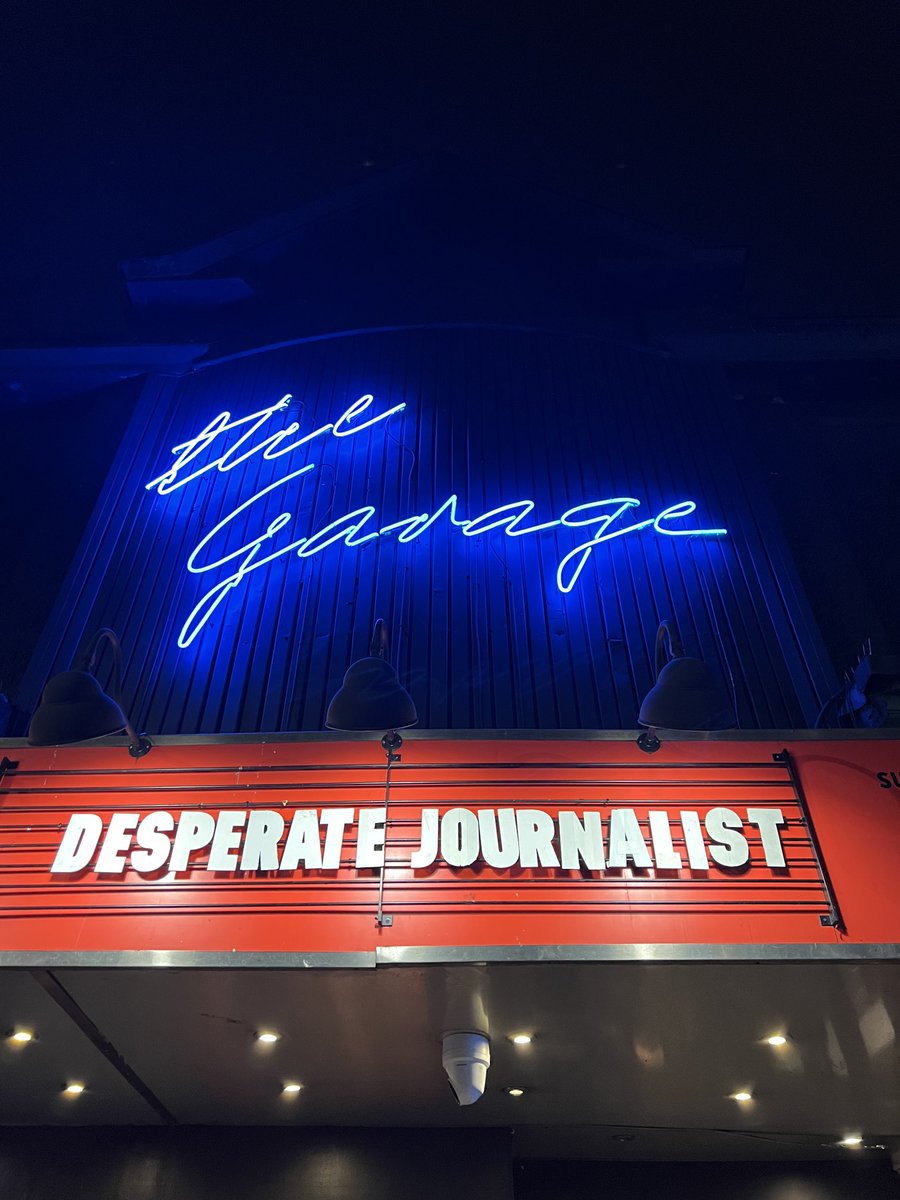 the
Garage
DESPERATE JOURNALIST